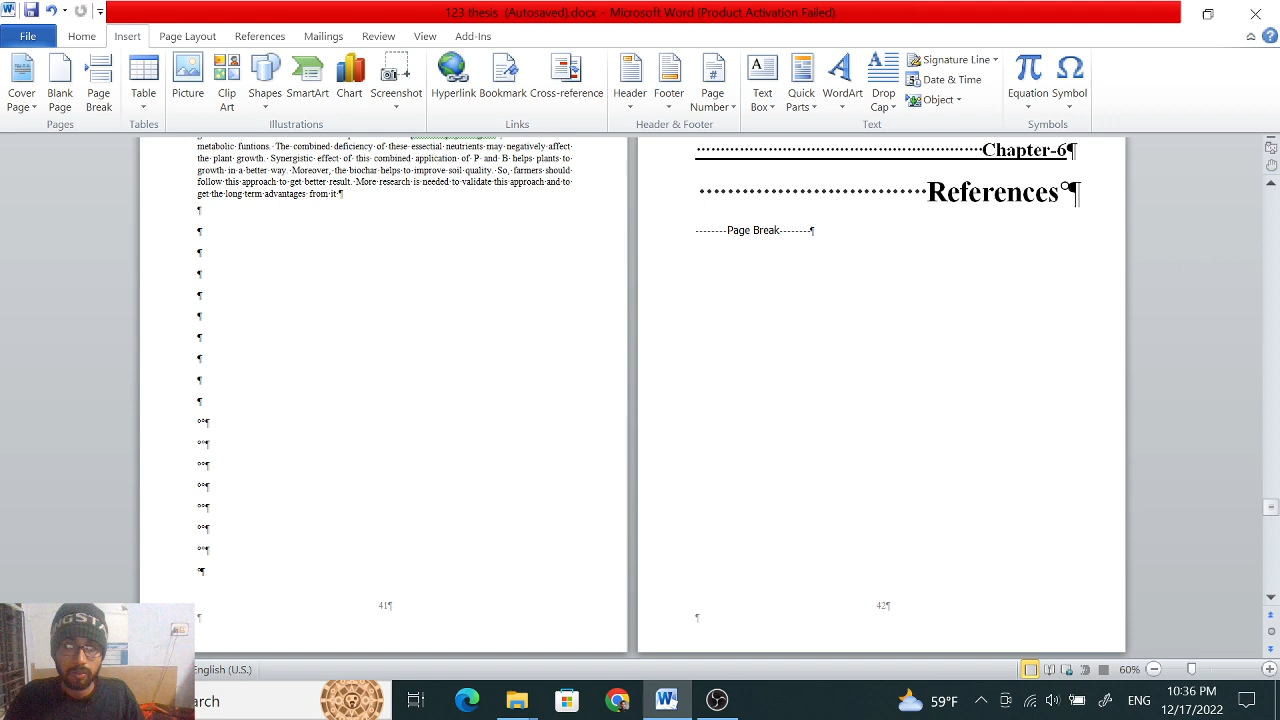 123 thesis (Autosaved).docx - Microsoft Word (Product Activation Failed)
File Home Insert Page Layout References Mailings Review View Add-Ins
Cover Page Blank Page Page Break Table Picture Clip Art Shapes SmartArt Chart Screenshot Hyperlink Bookmark Cross-reference Header Footer Page Number Text Box Quick Parts WordArt Drop Cap Signature Line Date & Time Object Equation Symbol
Pages Tables Illustrations Links Header & Footer Text Symbols
metabolic funtions. The combined deficiency of these essential neutrients may negatively affect
the plant growth. Synergistic effect of this combined application of P and B helps plants to
growth in a better way. Moreover, the biochar helps to improve soil quality. So, farmers should
follow this approach to get better result. More research is needed to validate this approach and to
get the long term advantages from it ¶
41¶
Chapter-6¶
References°¶
--------Page Break--------¶
42¶
English (U.S.)
60%
arch
59°F
ENG
10:36 PM
12/17/2022